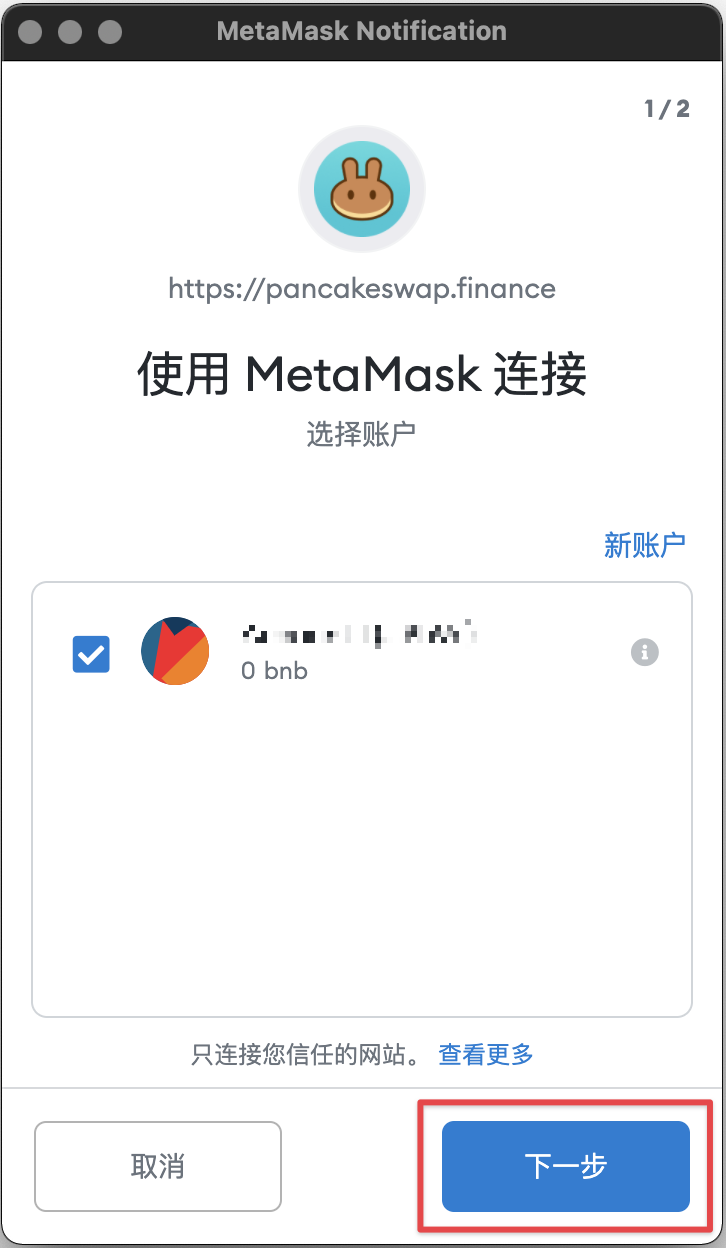 MetaMask Notification
1 / 2
https://pancakeswap.finance
使用 MetaMask 连接
选择账户
新账户
0 bnb
只连接您信任的网站。 查看更多
取消
下一步